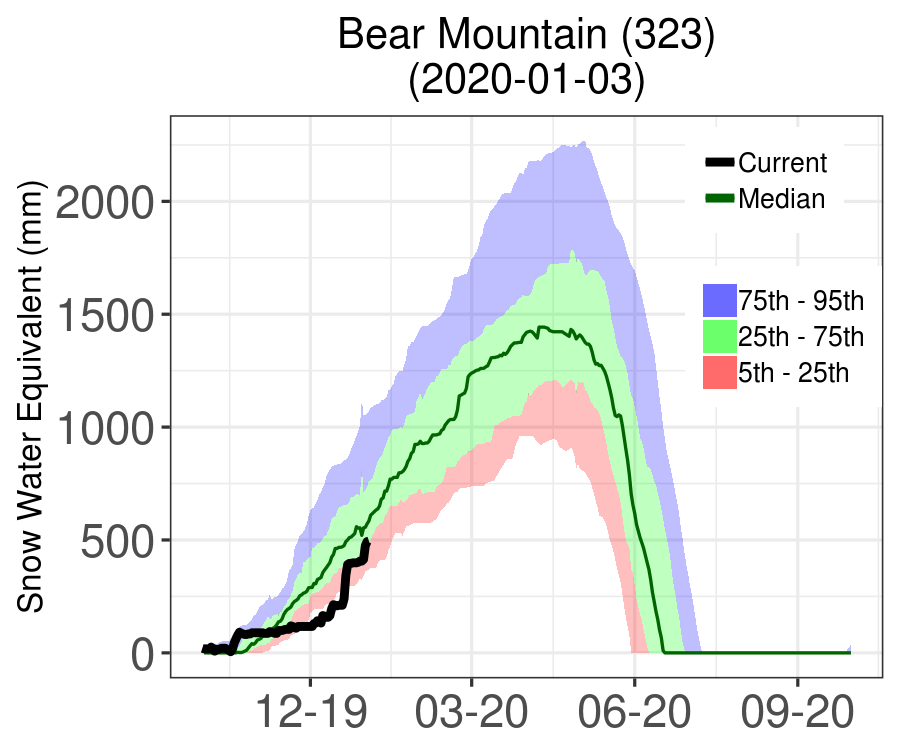 Bear Mountain (323)
(2020-01-03)
Snow Water Equivalent (mm)
2000
1500
1000
500
0
12-19
03-20
06-20
09-20
Current
Median
75th - 95th
25th - 75th
5th - 25th